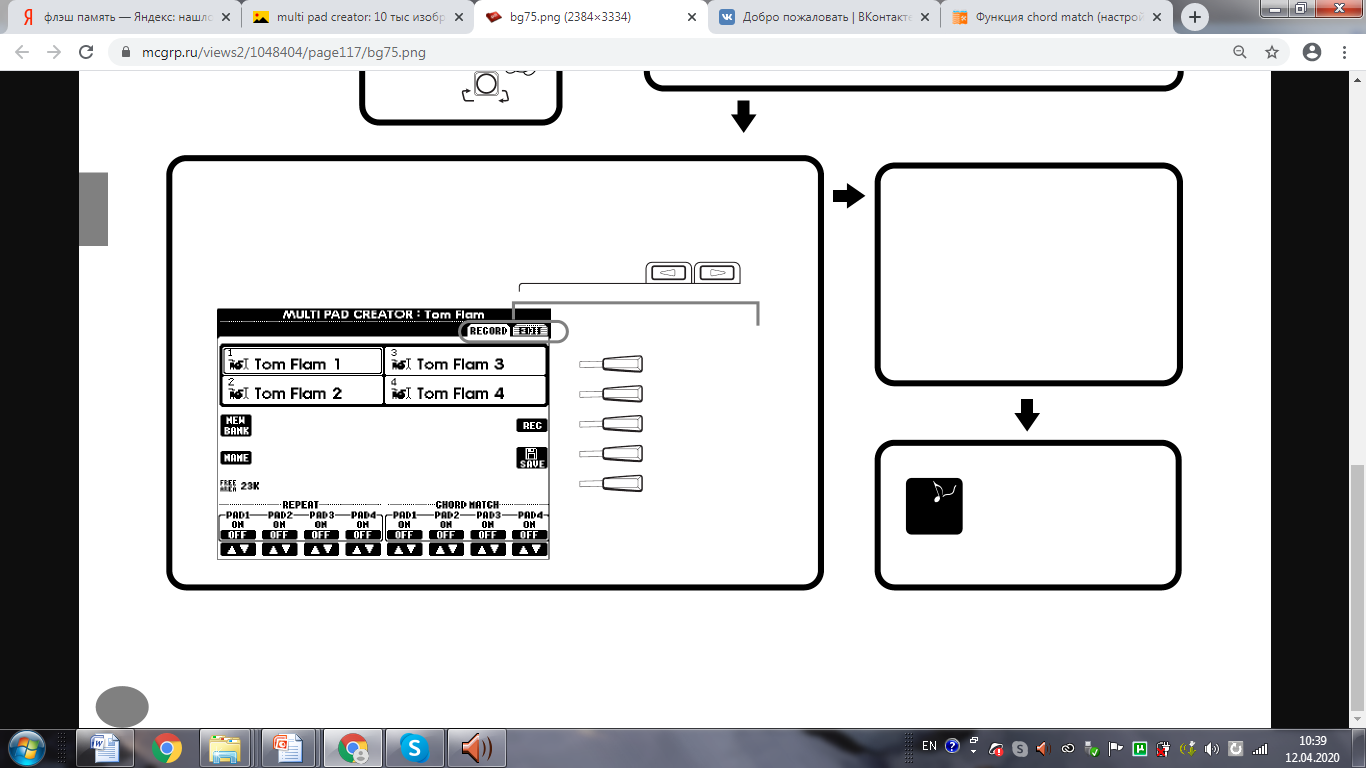 флэш память — Яндекс: нашло
multi pad creator: 10 тыс изобр
bg75.png (2384×3334)
Добро пожаловать | ВКонтакте
Функция chord match (настрой
mcgrp.ru/views2/1048404/page117/bg75.png
MULTI PAD CREATOR : Tom Flam
RECORD EDIT
1 Tom Flam 1 3 Tom Flam 3
2 Tom Flam 2 4 Tom Flam 4
NEW BANK
REC
NAME
SAVE
FREE AREA 23K
REPEAT CHORD MATCH
PAD1 PAD2 PAD3 PAD4 PAD1 PAD2 PAD3 PAD4
ON ON ON ON ON ON ON ON
OFF OFF OFF OFF OFF OFF OFF OFF
EN
10:39
12.04.2020